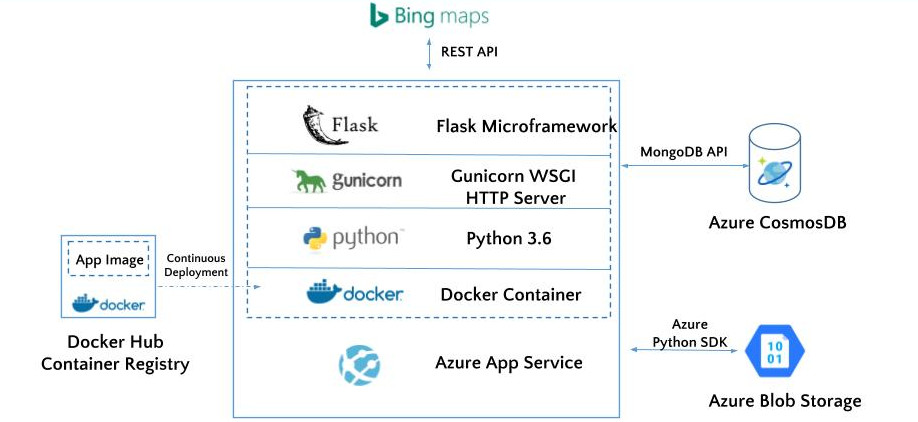 Bing maps
REST API
Flask
Flask Microframework
MongoDB API
gunicorn
Gunicorn WSGI
HTTP Server
Azure CosmosDB
python
Python 3.6
App Image
docker
Continuous
Deployment
docker
Docker Container
Docker Hub
Container Registry
Azure App Service
Azure
Python SDK
10
01
Azure Blob Storage